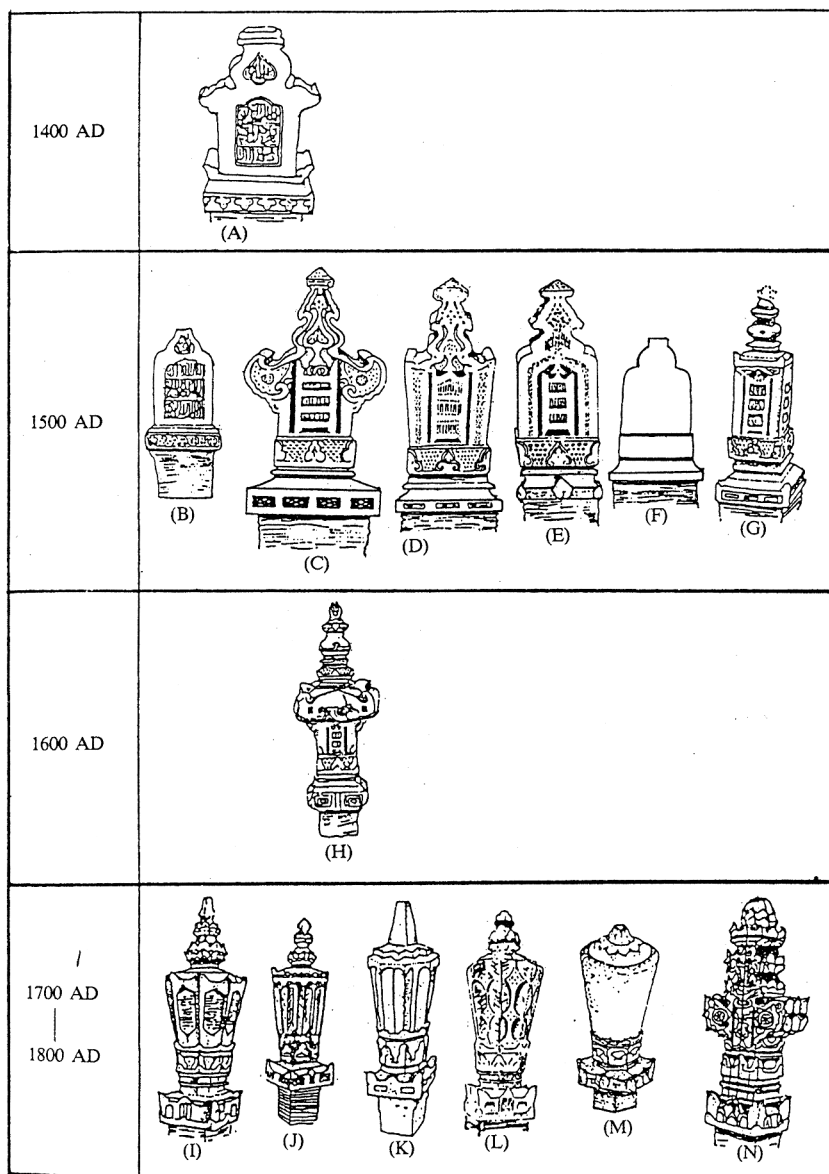 1400 AD
(A)
1500 AD
(B)
(C)
(D)
(E)
(F)
(G)
1600 AD
(H)
1700 AD
1800 AD
(I)
(J)
(K)
(L)
(M)
(N)